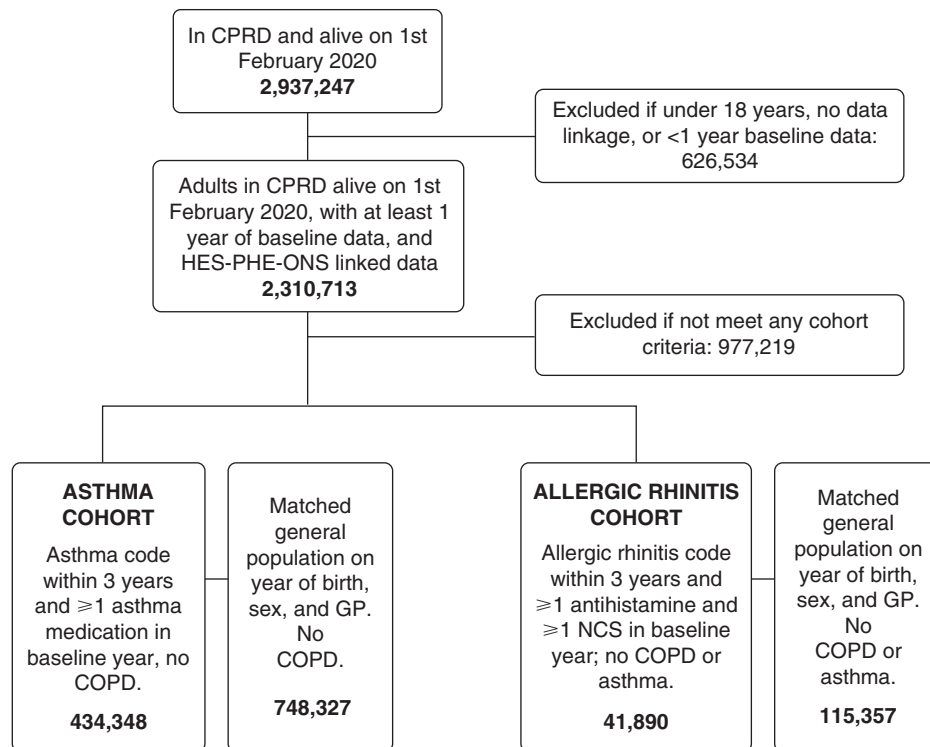 In CPRD and alive on 1st
February 2020
2,937,247
Excluded if under 18 years, no data
linkage, or <1 year baseline data:
626,534
Adults in CPRD alive on 1st
February 2020, with at least 1
year of baseline data, and
HES-PHE-ONS linked data
2,310,713
Excluded if not meet any cohort
criteria: 977,219
ASTHMA
COHORT
Asthma code
within 3 years
and ⩾1 asthma
medication in
baseline year, no
COPD.
434,348
Matched
general
population on
year of birth,
sex, and GP.
No
COPD.
748,327
ALLERGIC RHINITIS
COHORT
Allergic rhinitis code
within 3 years and
⩾1 antihistamine and
⩾1 NCS in baseline
year; no COPD or
asthma.
41,890
Matched
general
population on
year of birth,
sex, and GP.
No
COPD or
asthma.
115,357